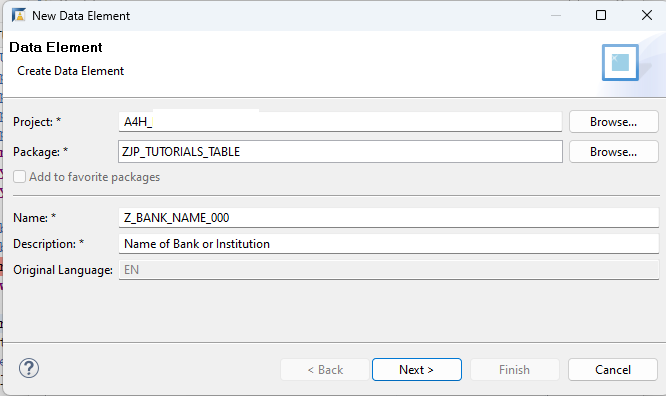 New Data Element
Data Element
Create Data Element
Project: * A4H_ Browse...
Package: * ZJP_TUTORIALS_TABLE Browse...
Add to favorite packages
Name: * Z_BANK_NAME_000
Description: * Name of Bank or Institution
Original Language: EN
? < Back Next > Finish Cancel